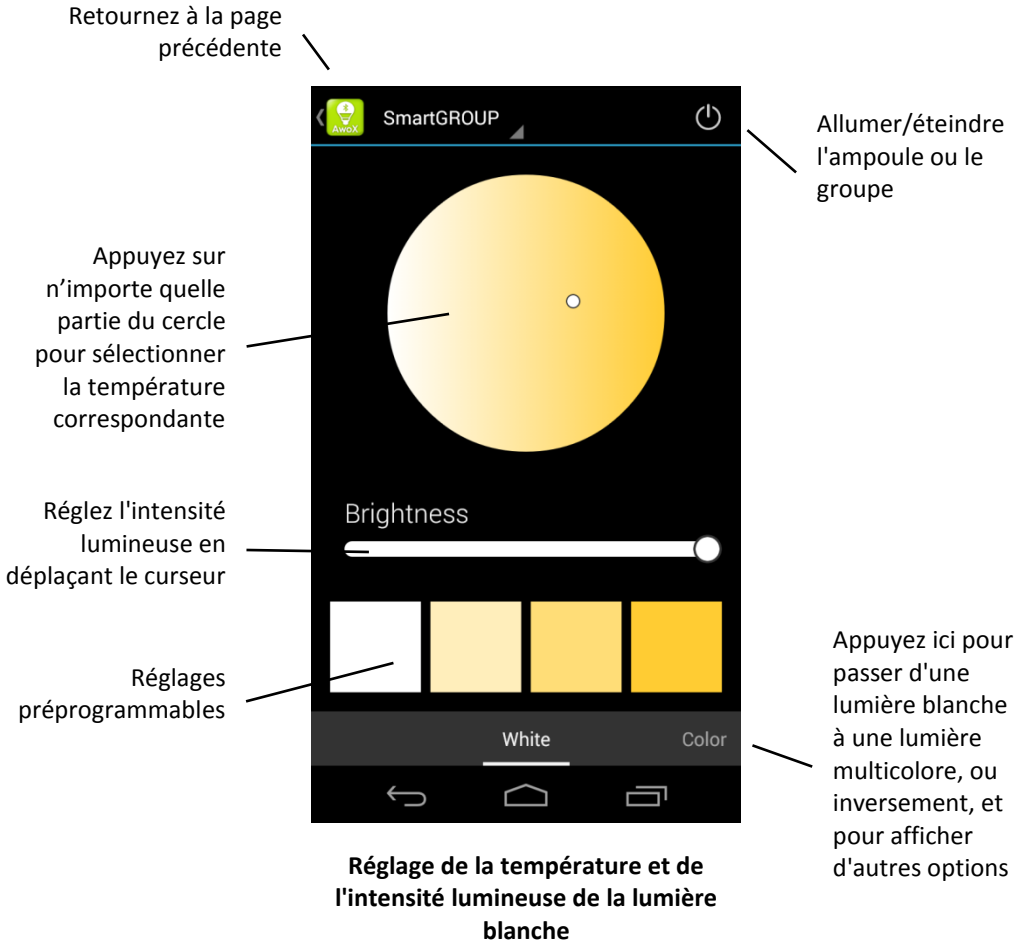 Retournez à la page
précédente
AwoX
SmartGROUP
Allumer/éteindre
l'ampoule ou le
groupe
Appuyez sur
n’importe quelle
partie du cercle
pour sélectionner
la température
correspondante
Brightness
Réglez l'intensité
lumineuse en
déplaçant le curseur
Réglages
préprogrammables
White
Color
Appuyez ici pour
passer d'une
lumière blanche
à une lumière
multicolore, ou
inversement, et
pour afficher
d'autres options
Réglage de la température et de
l'intensité lumineuse de la lumière
blanche